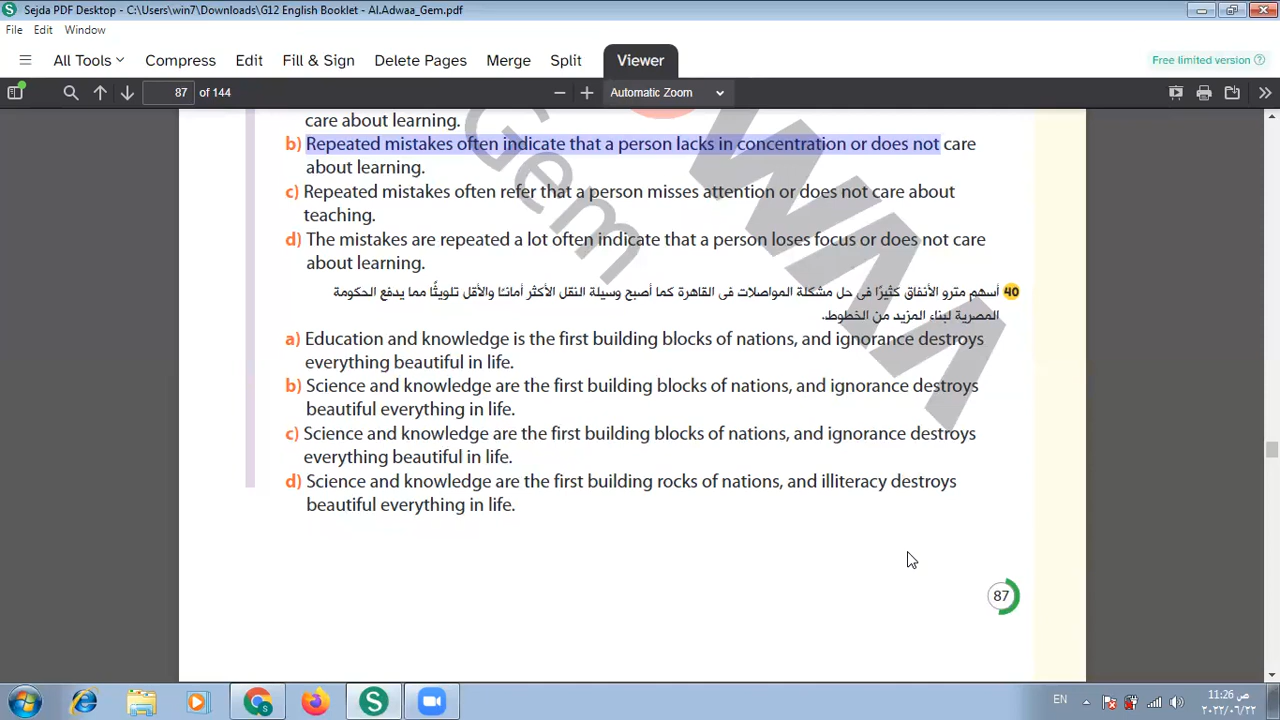 Sejda PDF Desktop - C:\Users\win7\Downloads\G12 English Booklet - Al.Adwaa_Gem.pdf
File Edit Window
All Tools Compress Edit Fill & Sign Delete Pages Merge Split Viewer Free limited version
87 of 144 Automatic Zoom
care about learning.
b) Repeated mistakes often indicate that a person lacks in concentration or does not care
about learning.
c) Repeated mistakes often refer that a person misses attention or does not care about
teaching.
d) The mistakes are repeated a lot often indicate that a person loses focus or does not care
about learning.
40 أسهم مترو الأنفاق كثيرًا فى حل مشكلة المواصلات فى القاهرة كما أصبح وسيلة النقل الأكثر أمانـًا والأقل تلويثًا مما يدفع الحكومة
المصرية لبناء المزيد من الخطوط.
a) Education and knowledge is the first building blocks of nations, and ignorance destroys
everything beautiful in life.
b) Science and knowledge are the first building blocks of nations, and ignorance destroys
beautiful everything in life.
c) Science and knowledge are the first building blocks of nations, and ignorance destroys
everything beautiful in life.
d) Science and knowledge are the first building rocks of nations, and illiteracy destroys
beautiful everything in life.
87
Gem
EN
11:26 ص
٢٠٢٢/٠٦/٢٢